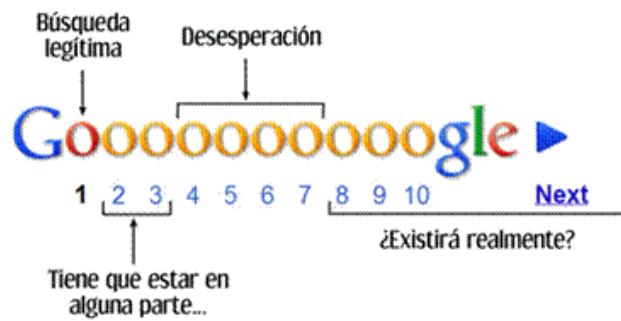 Búsqueda
legítima
Desesperación
Goooooooooogle
1 2 3 4 5 6 7 8 9 10 Next
¿Existirá realmente?
Tiene que estar en
alguna parte...